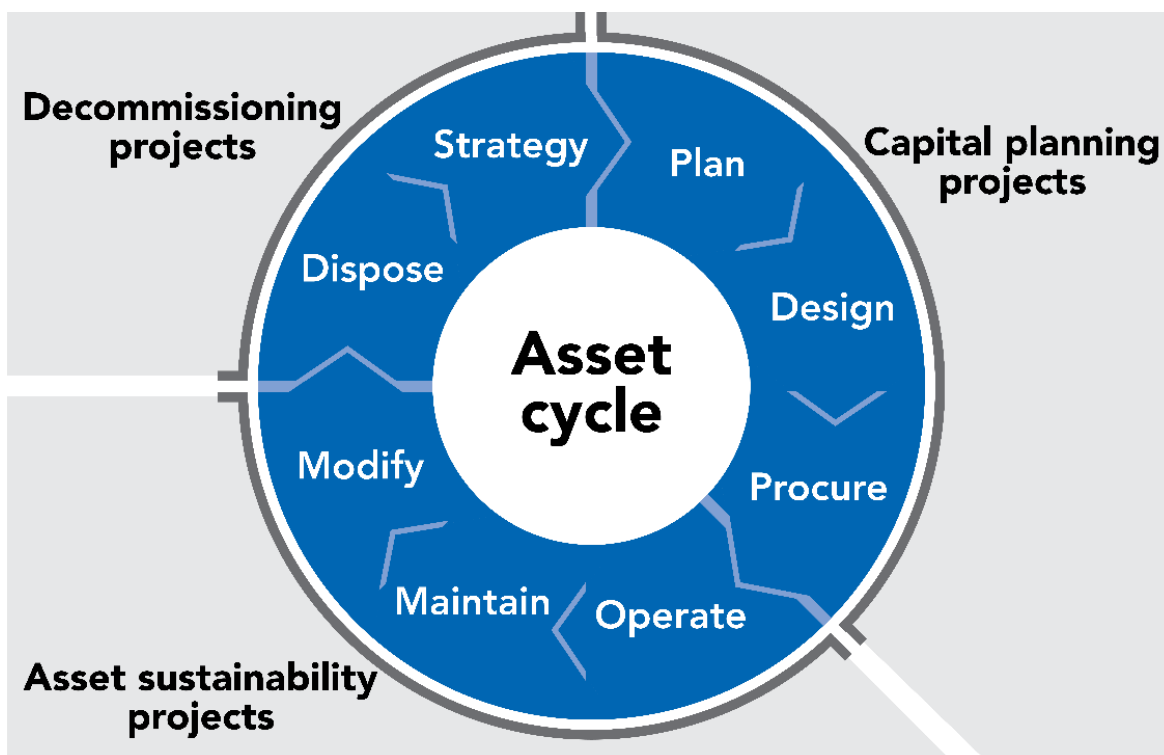 Decommissioning
projects
Capital planning
projects
Asset sustainability
projects
Asset
cycle
Strategy
Plan
Design
Procure
Operate
Maintain
Modify
Dispose